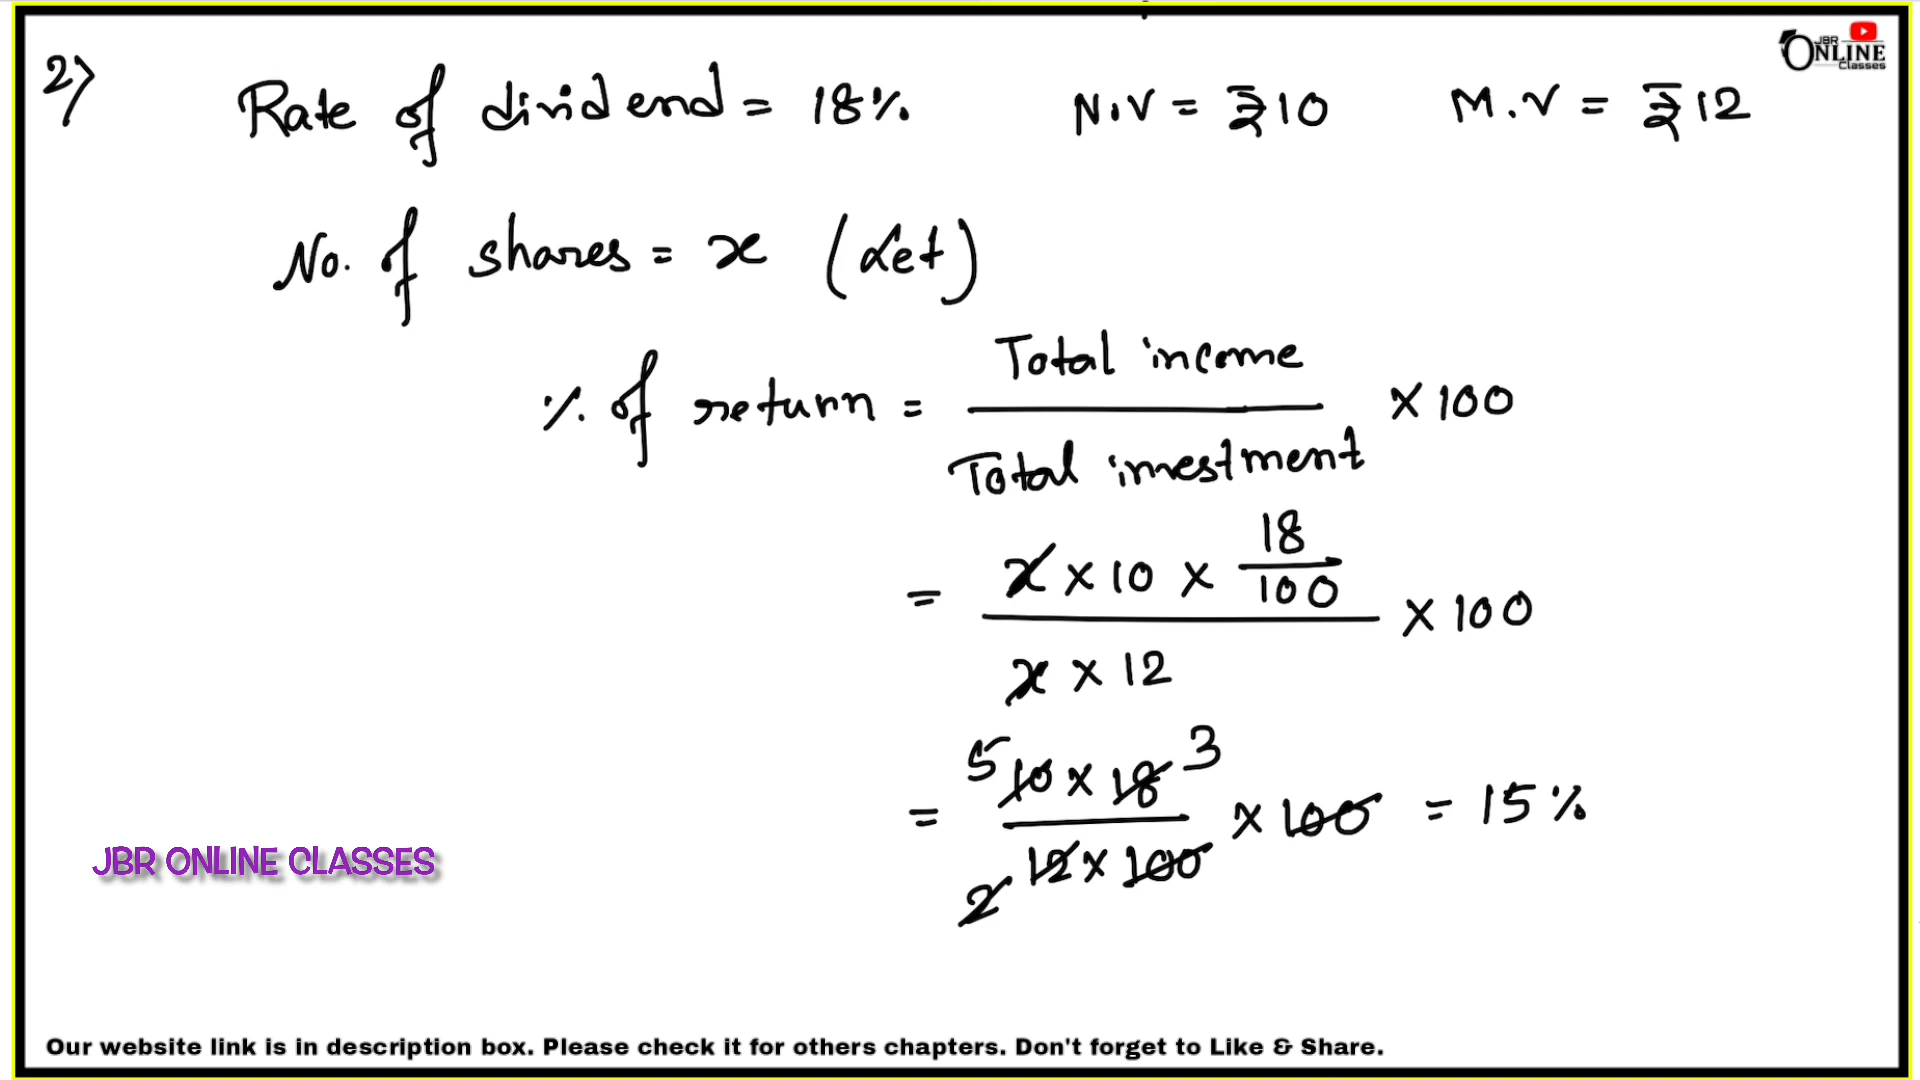 JBR
ONLINE
Classes
2)
Rate of dividend = 18% N.V = ₹10 M.V = ₹12
No. of shares = x (Let)
% of return = Total income / Total investment × 100
= x × 10 × 18/100 / x × 12 × 100
5 3
= 10 × 18 / 12 × 100 × 100 = 15%
2
JBR ONLINE CLASSES
Our website link is in description box. Please check it for others chapters. Don't forget to Like & Share.